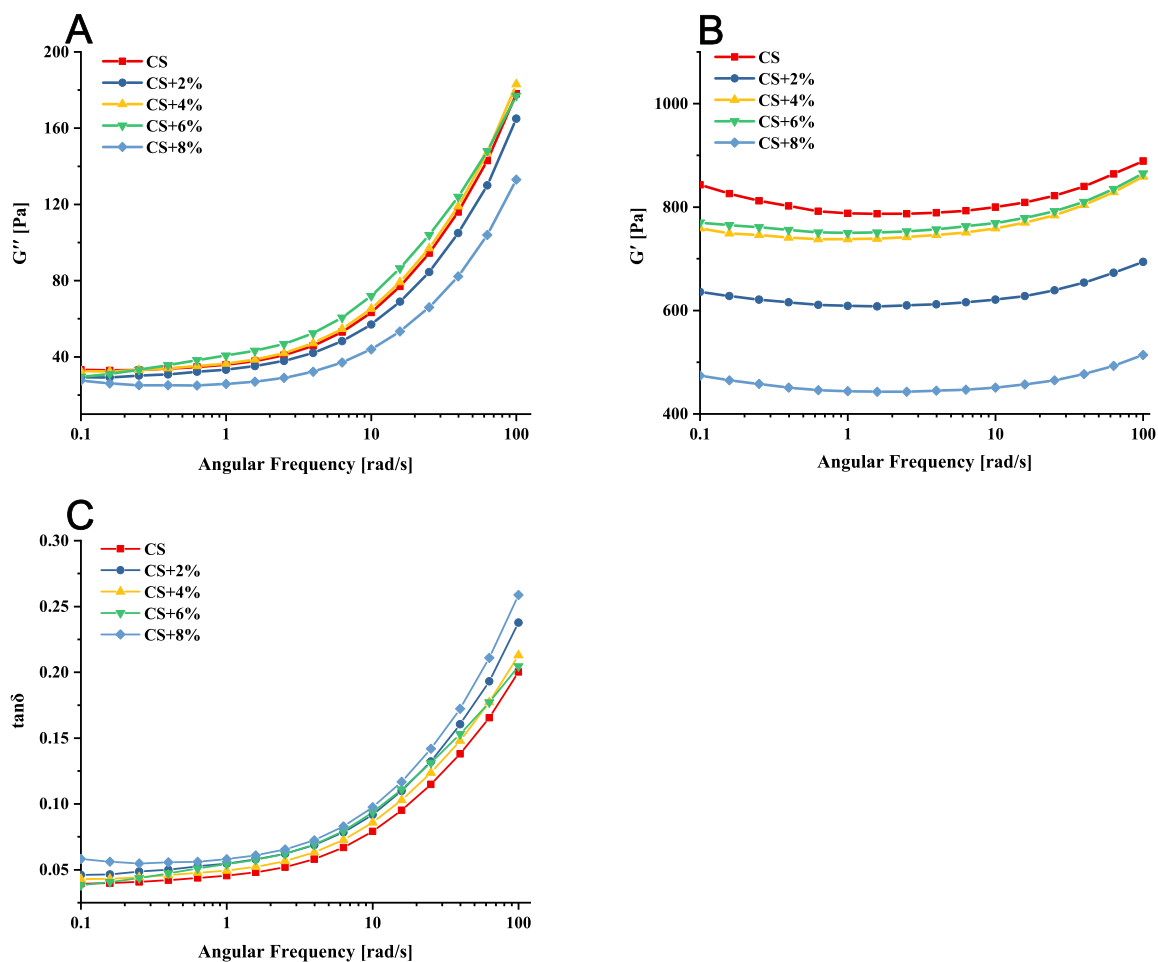 A
G′′ [Pa]
200
160
120
80
40
CS
CS+2%
CS+4%
CS+6%
CS+8%
0.1 1 10 100
Angular Frequency [rad/s]
B
G′ [Pa]
1000
800
600
400
CS
CS+2%
CS+4%
CS+6%
CS+8%
0.1 1 10 100
Angular Frequency [rad/s]
C
tanδ
0.30
0.25
0.20
0.15
0.10
0.05
CS
CS+2%
CS+4%
CS+6%
CS+8%
0.1 1 10 100
Angular Frequency [rad/s]